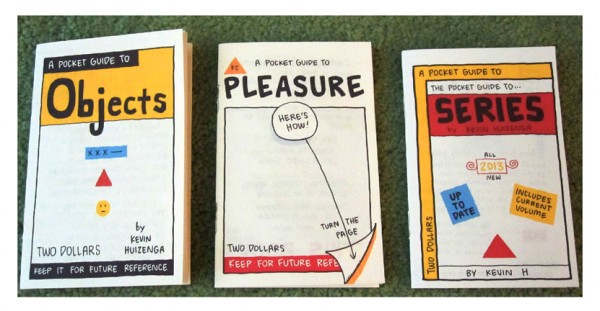 A POCKET GUIDE TO
Objects
XXX—
by
KEVIN
HUIZENGA
TWO DOLLARS
KEEP IT FOR FUTURE REFERENCE
PC
A POCKET GUIDE TO
PLEASURE
HERE'S
HOW!
TURN THE
PAGE
TWO DOLLARS
KEEP FOR FUTURE REFE
A POCKET GUIDE TO
THE POCKET GUIDE TO...
SERIES
by KEVIN HUIZENGA
ALL
2013
NEW
UP
TO
DATE
INCLUDES
CURRENT
VOLUME
TWO DOLLARS
BY KEVIN H